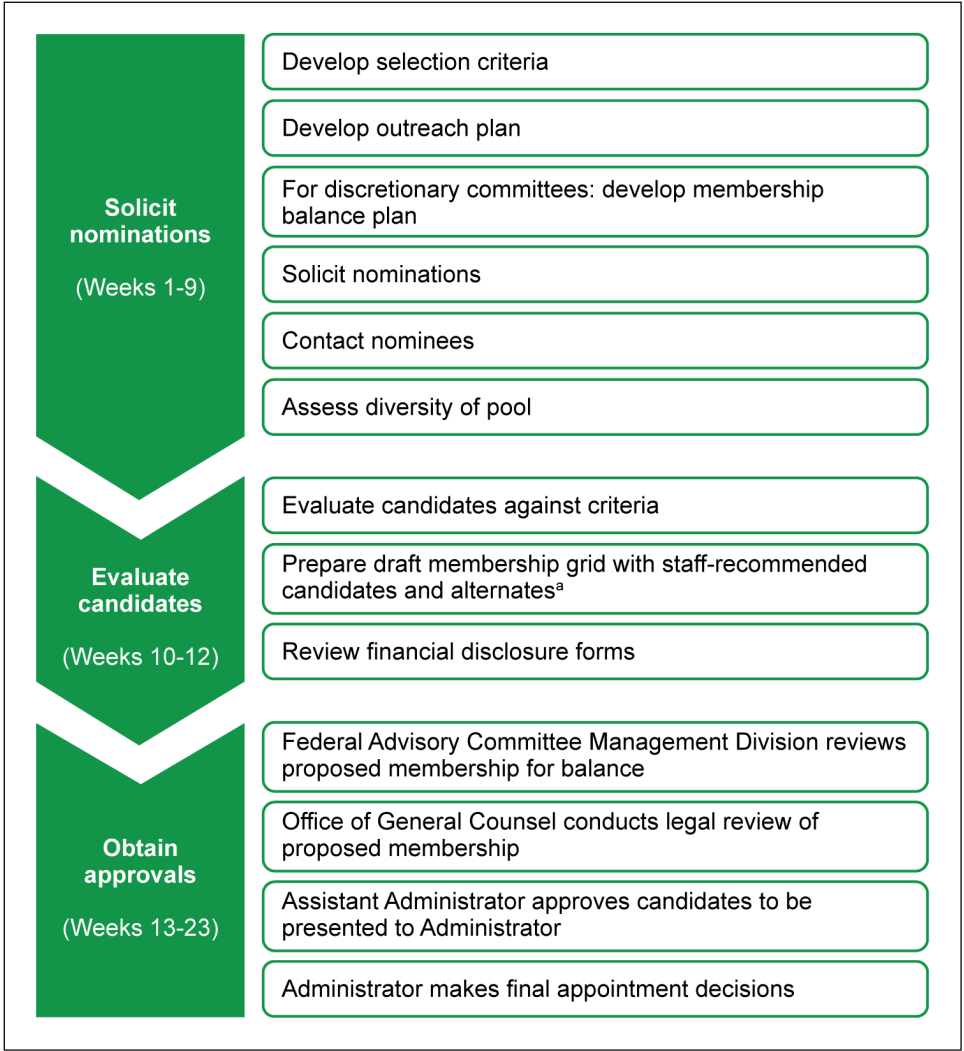 Solicit
nominations
(Weeks 1-9)
Develop selection criteria
Develop outreach plan
For discretionary committees: develop membership
balance plan
Solicit nominations
Contact nominees
Assess diversity of pool
Evaluate
candidates
(Weeks 10-12)
Evaluate candidates against criteria
Prepare draft membership grid with staff-recommended
candidates and alternatesᵃ
Review financial disclosure forms
Obtain
approvals
(Weeks 13-23)
Federal Advisory Committee Management Division reviews
proposed membership for balance
Office of General Counsel conducts legal review of
proposed membership
Assistant Administrator approves candidates to be
presented to Administrator
Administrator makes final appointment decisions